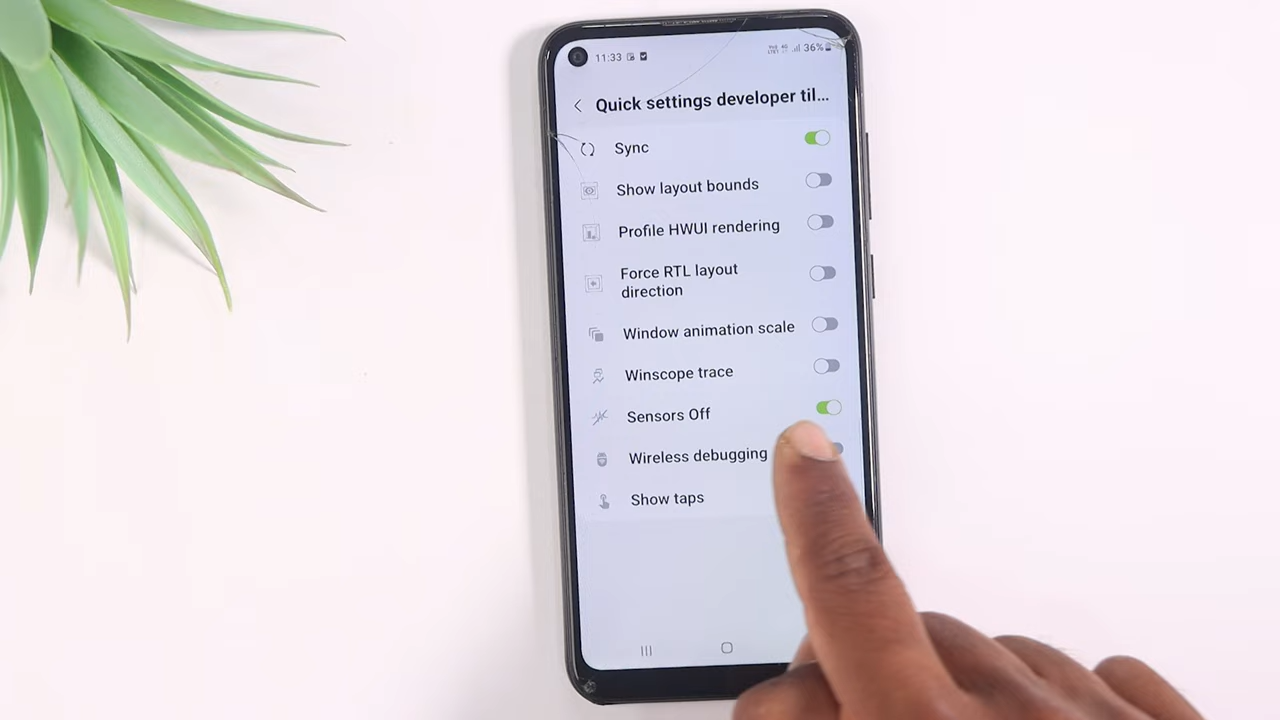 11:33
36%
Quick settings developer til...
Sync
Show layout bounds
Profile HWUI rendering
Force RTL layout
direction
Window animation scale
Winscope trace
Sensors Off
Wireless debugging
Show taps